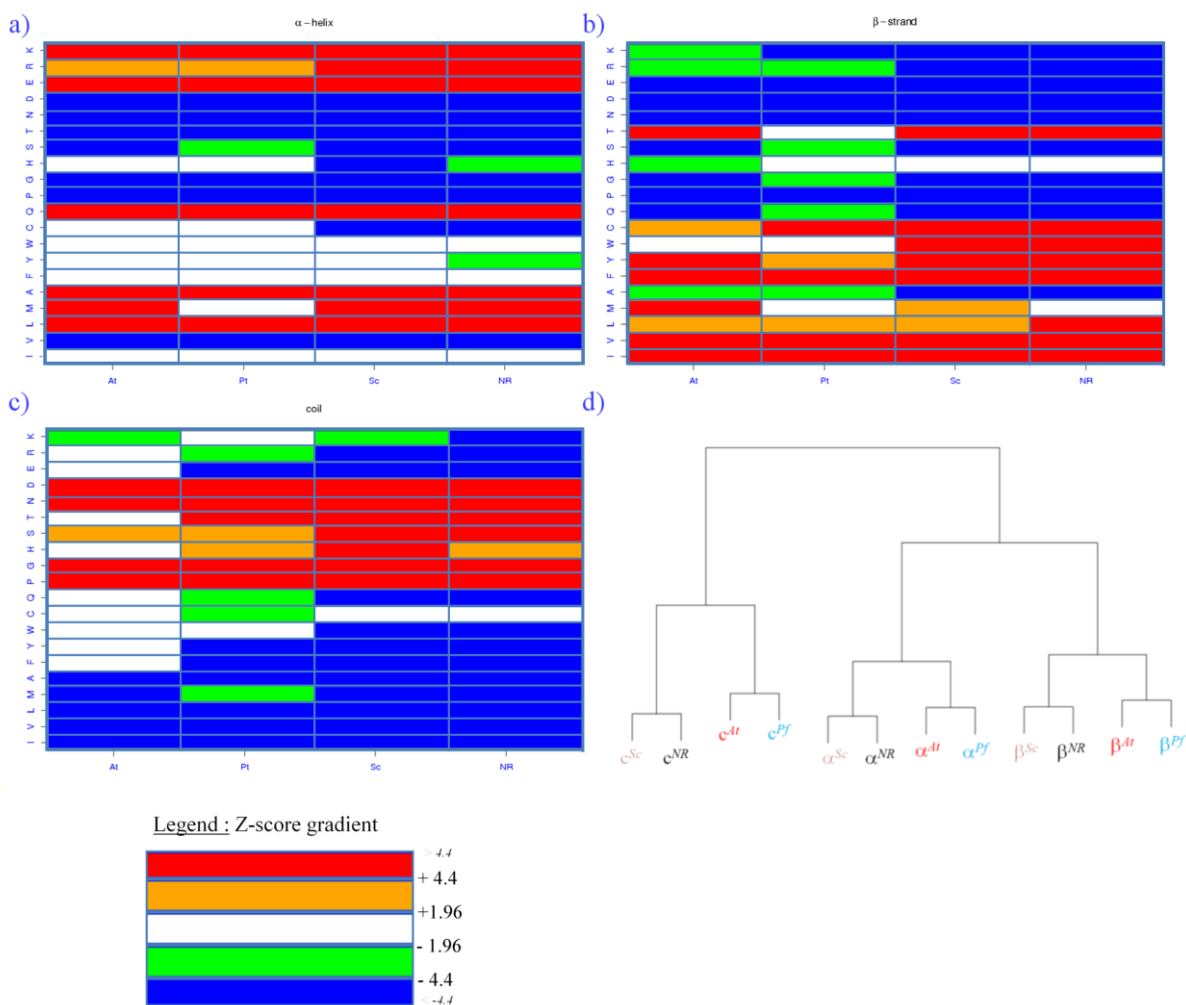 a)
α – helix
K
R
E
D
N
T
S
H
G
P
Q
C
W
Y
F
A
M
L
V
I
At Pt Sc NR
b)
β – strand
K
R
E
D
N
T
S
H
G
P
Q
C
W
Y
F
A
M
L
V
I
At Pt Sc NR
c)
coil
K
R
E
D
N
T
S
H
G
P
Q
C
W
Y
F
A
M
L
V
I
At Pt Sc NR
d)
c^Sc c^NR c^At c^Pf α^Sc α^NR α^At α^Pf β^Sc β^NR β^At β^Pf
Legend : Z-score gradient
> 4.4
+ 4.4
+1.96
- 1.96
- 4.4
< -4.4